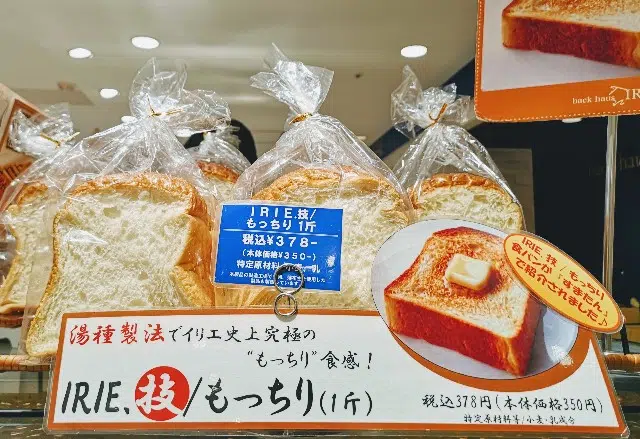 back haus IRIE
IRIE.技/
もっちり1斤
税込¥378-
(本体価格¥350-)
特定原材料 小麦・乳
IRIE.技/もっちり
食パンが「すまたん」
で紹介されました♪
湯種製法でイリエ史上究極の
"もっちり"食感!
IRIE.技/もっちり(1斤)
税込378円(本体価格350円)
特定原材料等/小麦・乳成分